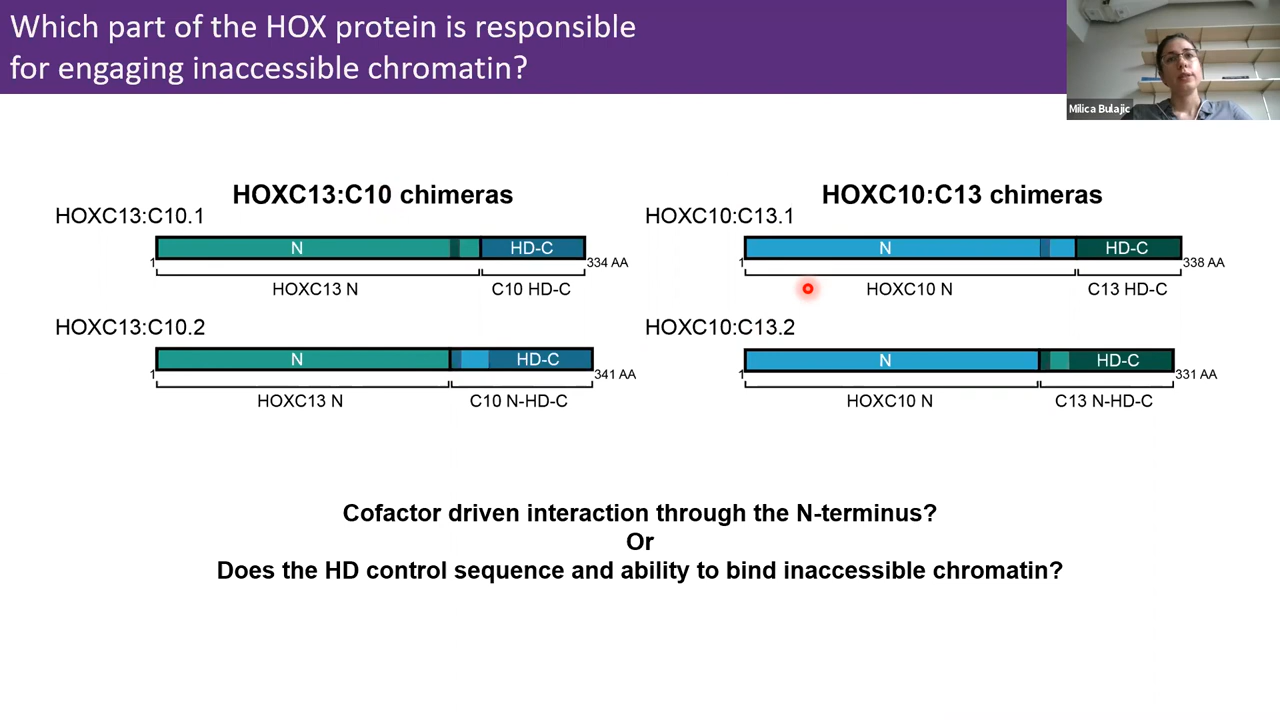 Which part of the HOX protein is responsible
for engaging inaccessible chromatin?
Milica Bulajic
HOXC13:C10 chimeras
HOXC13:C10.1
N
HD-C
1
334 AA
HOXC13 N
C10 HD-C
HOXC13:C10.2
N
HD-C
1
341 AA
HOXC13 N
C10 N-HD-C
HOXC10:C13 chimeras
HOXC10:C13.1
N
HD-C
1
338 AA
HOXC10 N
C13 HD-C
HOXC10:C13.2
N
HD-C
1
331 AA
HOXC10 N
C13 N-HD-C
Cofactor driven interaction through the N-terminus?
Or
Does the HD control sequence and ability to bind inaccessible chromatin?